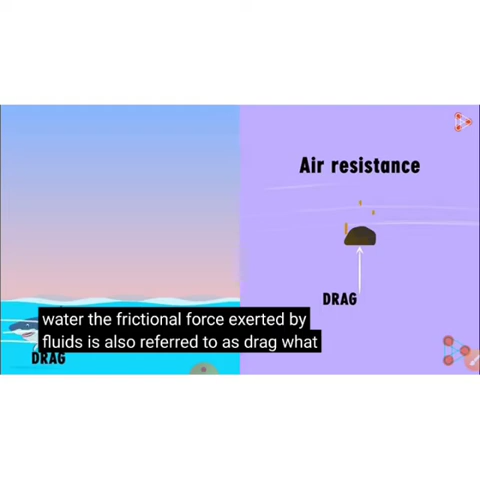 Air resistance
DRAG
water the frictional force exerted by
fluids is also referred to as drag what
DRAG